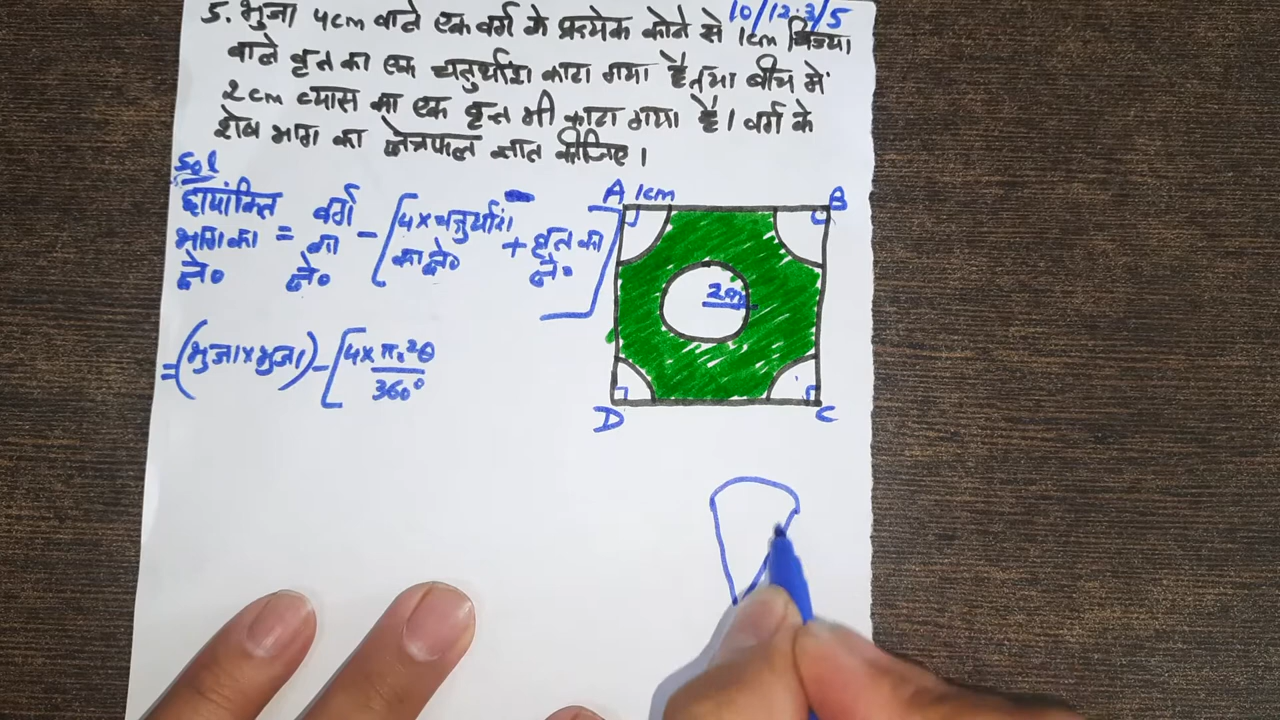 10/12.3/5
5. भुजा 4cm वाले एक वर्ग के प्रत्येक कोने से 1cm त्रिज्या
वाले वृत्त का एक चतुर्थांश काटा गया है तथा बीच में
2cm व्यास का एक वृत्त भी काटा गया है। वर्ग के
शेष भाग का क्षेत्रफल ज्ञात कीजिए।
Sol
छायांकित भाग का क्षे० = वर्ग का क्षे० - [4 × चतुर्थांश का क्षे० + वृत्त का क्षे०]
= (भुजा × भुजा) - [4 × πr²θ / 360°
A 1cm B
2cm
D C